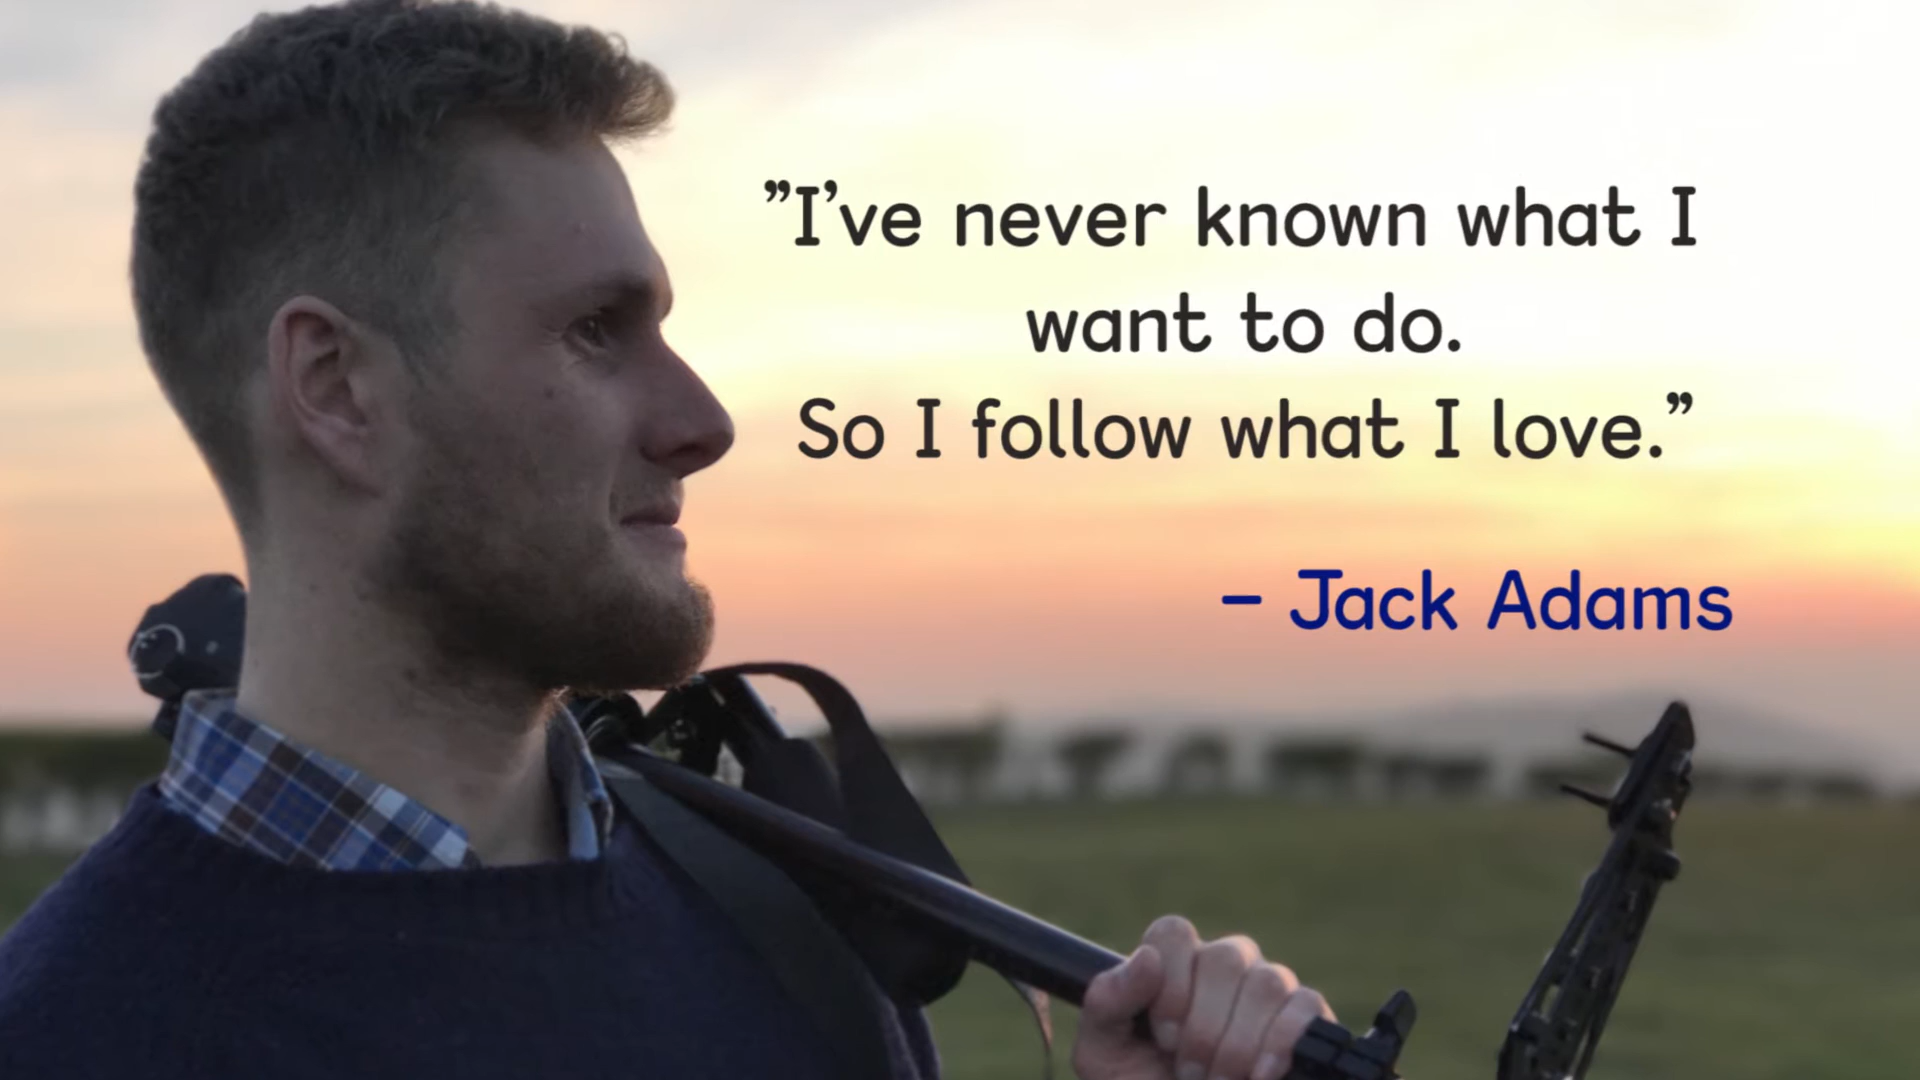 ”I’ve never known what I
want to do.
So I follow what I love.”
– Jack Adams